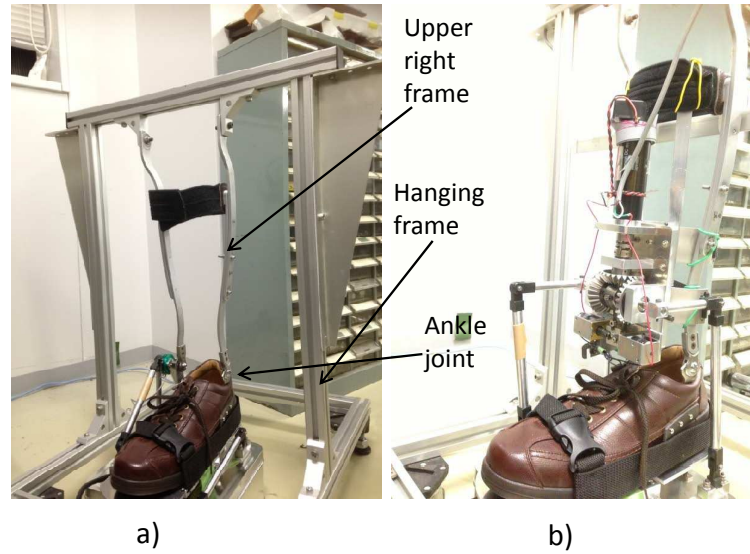 Upper
right
frame
Hanging
frame
Ankle
joint
a)
b)